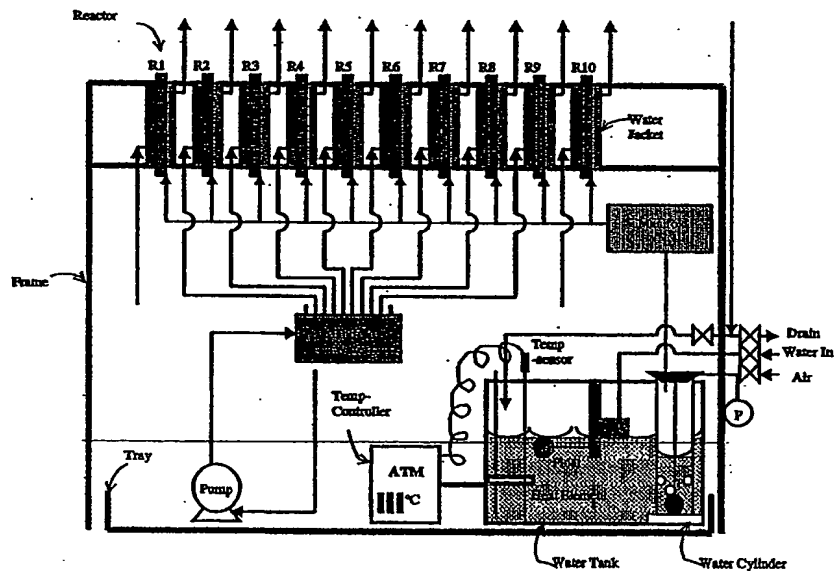 Reactor
R1 R2 R3 R4 R5 R6 R7 R8 R9 R10
Water
Jacket
Frame
Temp
-sensor
Drain
Water In
Air
P
Temp-
Controller
Tray
Pump
ATM
°C
Water Tank
Water Cylinder